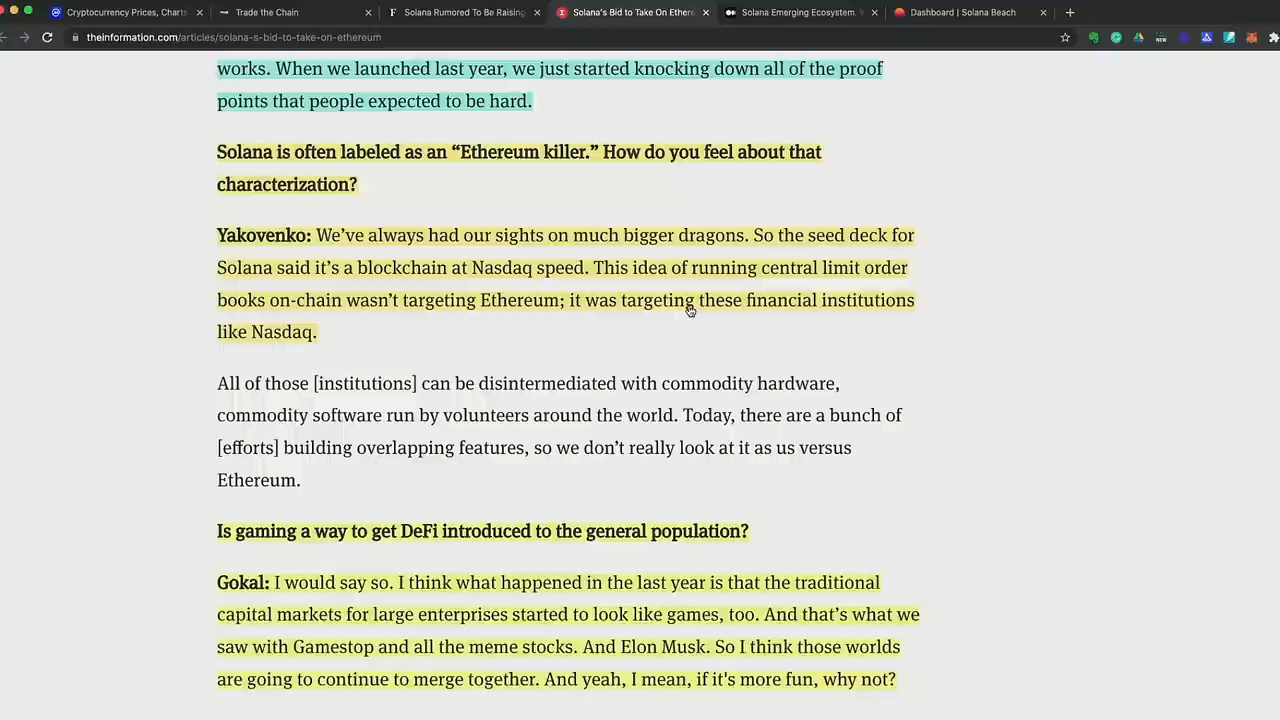 Cryptocurrency Prices, Charts
Trade the Chain
Solana Rumored To Be Raising
Solana's Bid to Take On Ethere
Solana Emerging Ecosystem.
Dashboard | Solana Beach
theinformation.com/articles/solana-s-bid-to-take-on-ethereum
NEW
works. When we launched last year, we just started knocking down all of the proof
points that people expected to be hard.
Solana is often labeled as an “Ethereum killer.” How do you feel about that
characterization?
Yakovenko: We’ve always had our sights on much bigger dragons. So the seed deck for
Solana said it’s a blockchain at Nasdaq speed. This idea of running central limit order
books on-chain wasn’t targeting Ethereum; it was targeting these financial institutions
like Nasdaq.
All of those [institutions] can be disintermediated with commodity hardware,
commodity software run by volunteers around the world. Today, there are a bunch of
[efforts] building overlapping features, so we don’t really look at it as us versus
Ethereum.
Is gaming a way to get DeFi introduced to the general population?
Gokal: I would say so. I think what happened in the last year is that the traditional
capital markets for large enterprises started to look like games, too. And that’s what we
saw with Gamestop and all the meme stocks. And Elon Musk. So I think those worlds
are going to continue to merge together. And yeah, I mean, if it's more fun, why not?